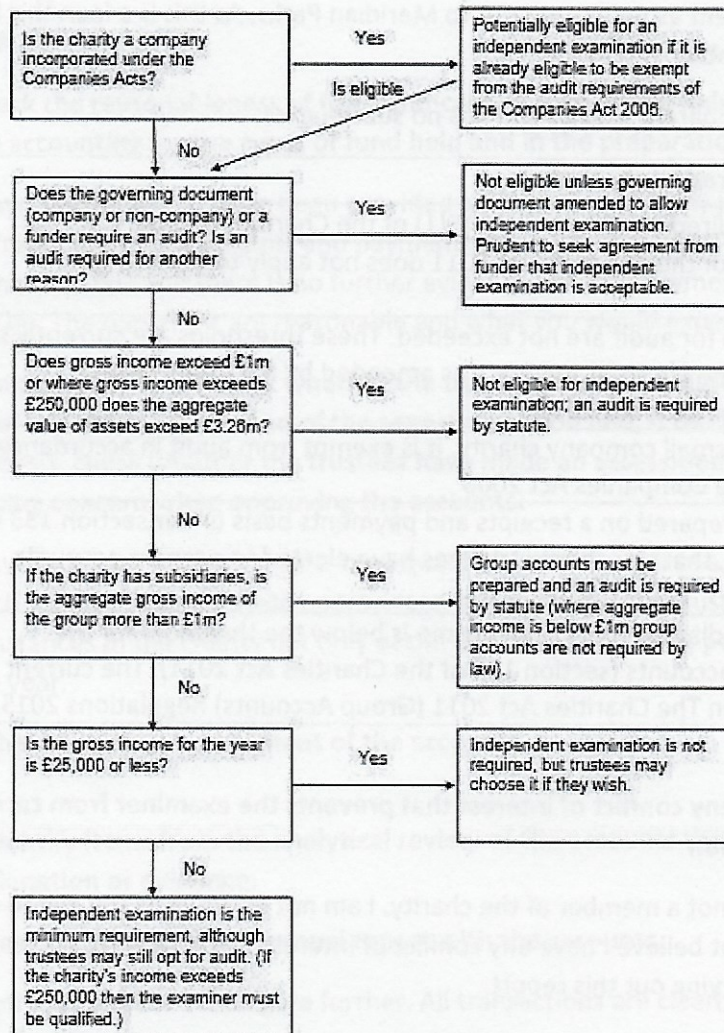 Is the charity a company
incorporated under the
Companies Acts?
Yes
Potentially eligible for an
independent examination if it is
already eligible to be exempt
from the audit requirements of
the Companies Act 2006.
Is eligible
No
Does the governing document
(company or non-company) or a
funder require an audit? Is an
audit required for another
reason?
Yes
Not eligible unless governing
document amended to allow
independent examination.
Prudent to seek agreement from
funder that independent
examination is acceptable.
No
Does gross income exceed £1m
or where gross income exceeds
£250,000 does the aggregate
value of assets exceed £3.26m?
Yes
Not eligible for independent
examination; an audit is required
by statute.
No
If the charity has subsidiaries, is
the aggregate gross income of
the group more than £1m?
Yes
Group accounts must be
prepared and an audit is required
by statute (where aggregate
income is below £1m group
accounts are not required by
law).
No
Is the gross income for the year
is £25,000 or less?
Yes
Independent examination is not
required, but trustees may
choose it if they wish.
No
Independent examination is the
minimum requirement, although
trustees may still opt for audit. (If
the charity's income exceeds
£250,000 then the examiner must
be qualified.)